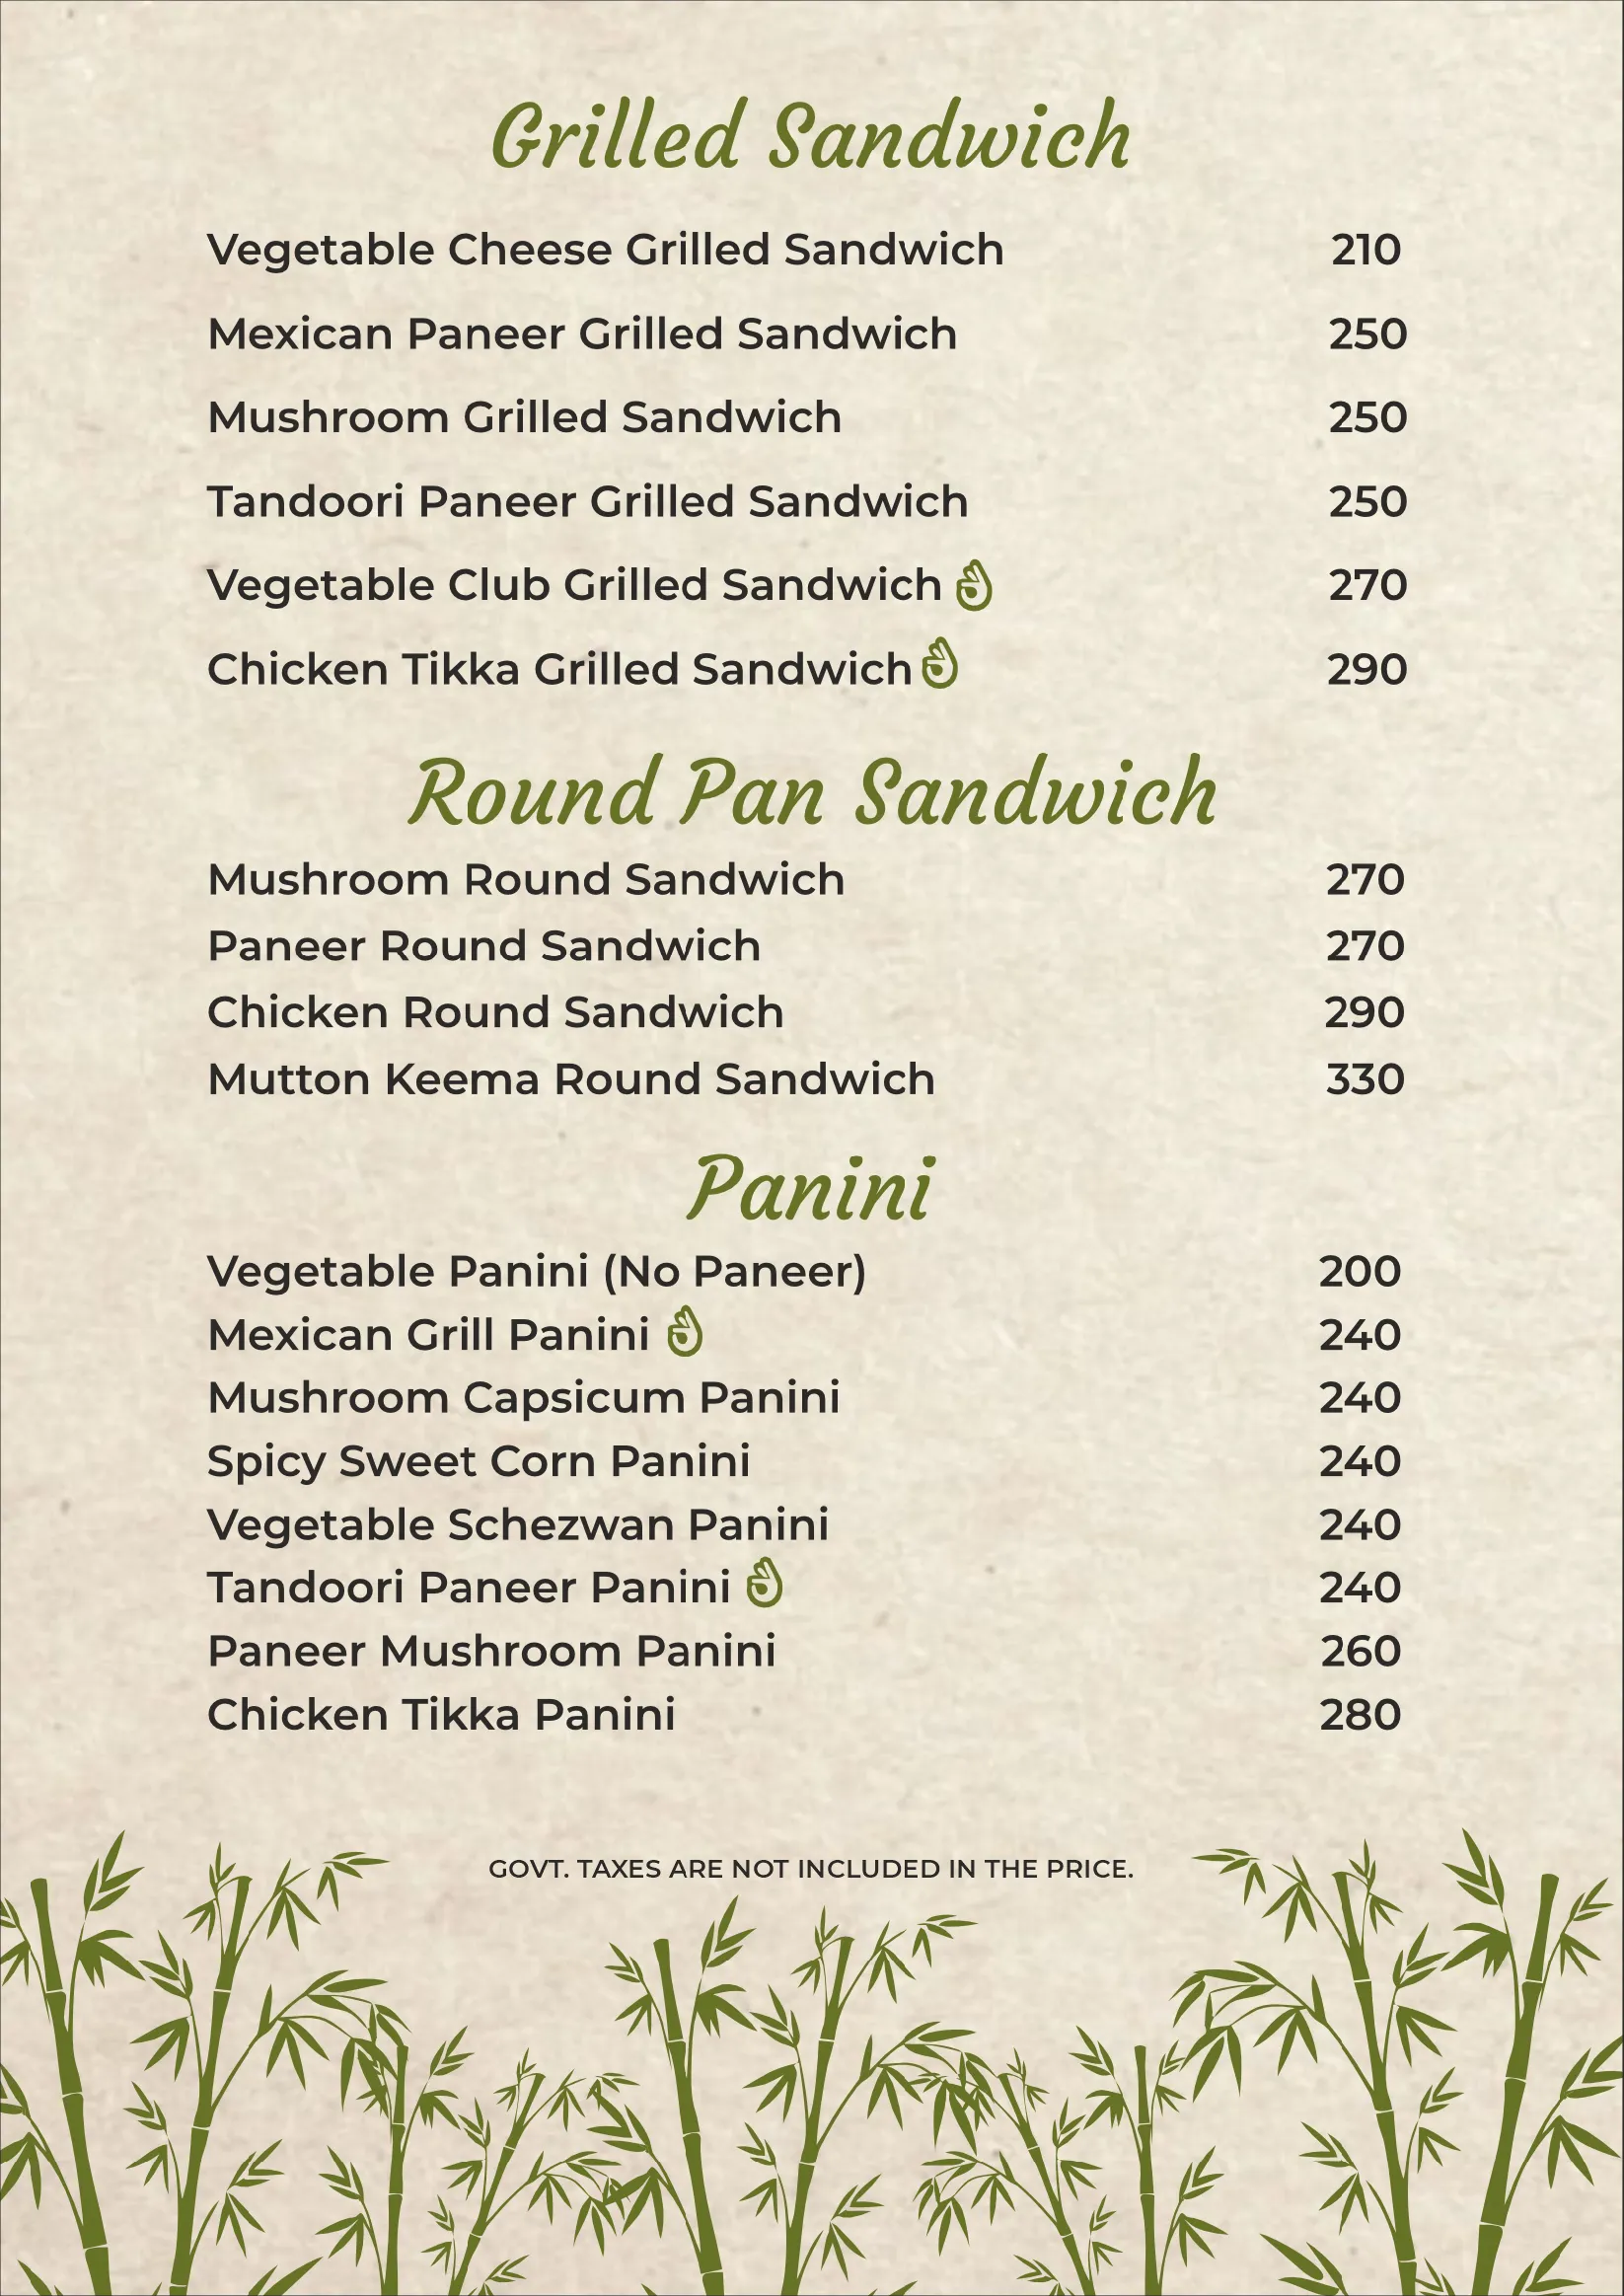 Grilled Sandwich
Vegetable Cheese Grilled Sandwich 210
Mexican Paneer Grilled Sandwich 250
Mushroom Grilled Sandwich 250
Tandoori Paneer Grilled Sandwich 250
Vegetable Club Grilled Sandwich 270
Chicken Tikka Grilled Sandwich 290
Round Pan Sandwich
Mushroom Round Sandwich 270
Paneer Round Sandwich 270
Chicken Round Sandwich 290
Mutton Keema Round Sandwich 330
Panini
Vegetable Panini (No Paneer) 200
Mexican Grill Panini 240
Mushroom Capsicum Panini 240
Spicy Sweet Corn Panini 240
Vegetable Schezwan Panini 240
Tandoori Paneer Panini 240
Paneer Mushroom Panini 260
Chicken Tikka Panini 280
GOVT. TAXES ARE NOT INCLUDED IN THE PRICE.